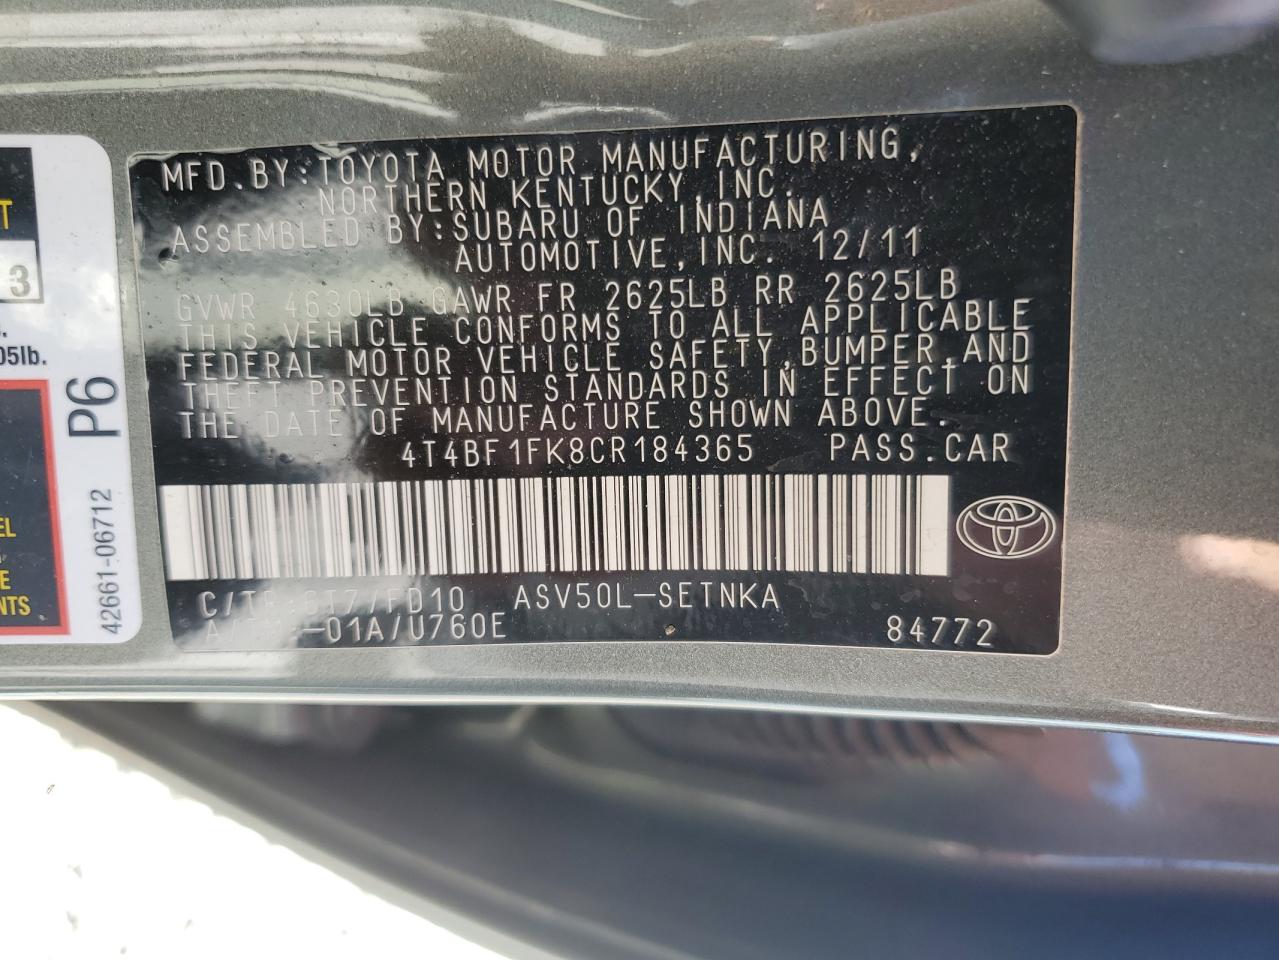 MFD.BY:TOYOTA MOTOR MANUFACTURING,
NORTHERN KENTUCKY,INC.
ASSEMBLED BY:SUBARU OF INDIANA
AUTOMOTIVE,INC. 12/11
GVWR 4630LB GAWR FR 2625LB RR 2625LB
THIS VEHICLE CONFORMS TO ALL APPLICABLE
FEDERAL MOTOR VEHICLE SAFETY,BUMPER,AND
THEFT PREVENTION STANDARDS IN EFFECT ON
THE DATE OF MANUFACTURE SHOWN ABOVE.
4T4BF1FK8CR184365 PASS.CAR
ASV50L-SETNKA
84772
3
05lb.
P6
42661-06712